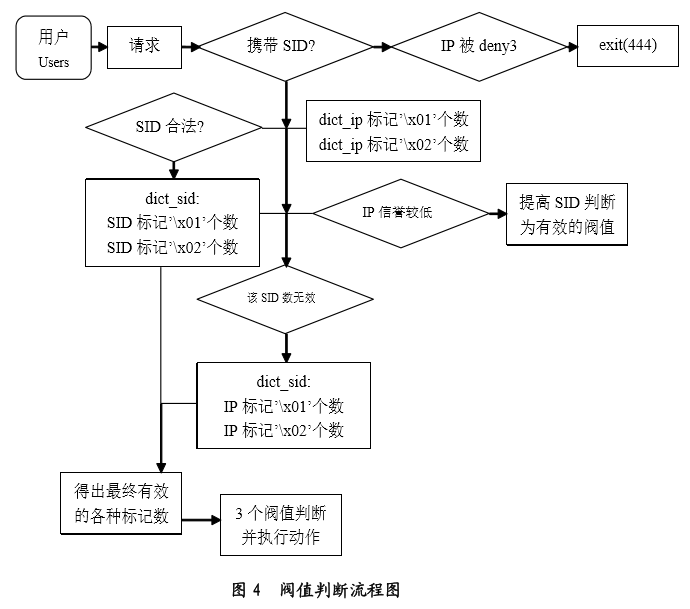 用户
Users
请求
携带 SID?
IP 被 deny3
exit(444)
SID 合法?
dict_ip 标记’\x01’个数
dict_ip 标记’\x02’个数
dict_sid:
SID 标记’\x01’个数
SID 标记’\x02’个数
IP 信誉较低
提高 SID 判断
为有效的阀值
该 SID 数无效
dict_sid:
IP 标记’\x01’个数
IP 标记’\x02’个数
得出最终有效
的各种标记数
3 个阀值判断
并执行动作
图 4 阀值判断流程图